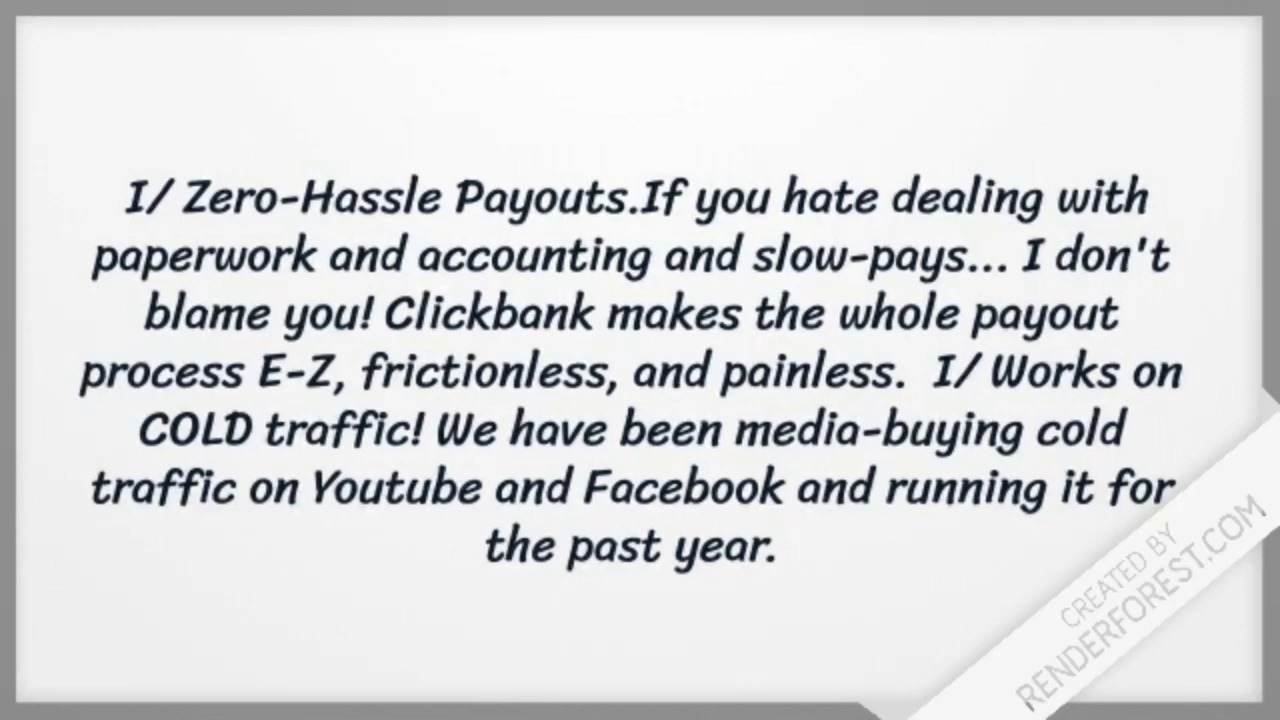 I/ Zero-Hassle Payouts.If you hate dealing with
paperwork and accounting and slow-pays... I don't
blame you! Clickbank makes the whole payout
process E-Z, frictionless, and painless.  I/ Works on
COLD traffic! We have been media-buying cold
traffic on Youtube and Facebook and running it for
the past year.
CREATED BY
RENDERFOREST.COM